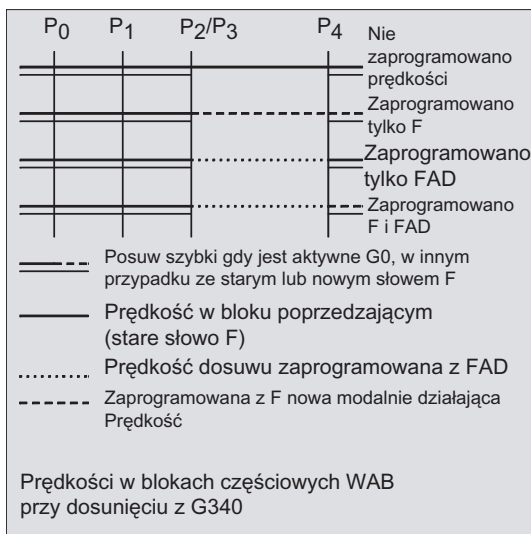 P0 P1 P2/P3 P4
Nie
zaprogramowano
prędkości
Zaprogramowano
tylko F
Zaprogramowano
tylko FAD
Zaprogramowano
F i FAD
Posuw szybki gdy jest aktywne G0, w innym
przypadku ze starym lub nowym słowem F
Prędkość w bloku poprzedzającym
(stare słowo F)
Prędkość dosuwu zaprogramowana z FAD
Zaprogramowana z F nowa modalnie działająca
Prędkość
Prędkości w blokach częściowych WAB
przy dosunięciu z G340